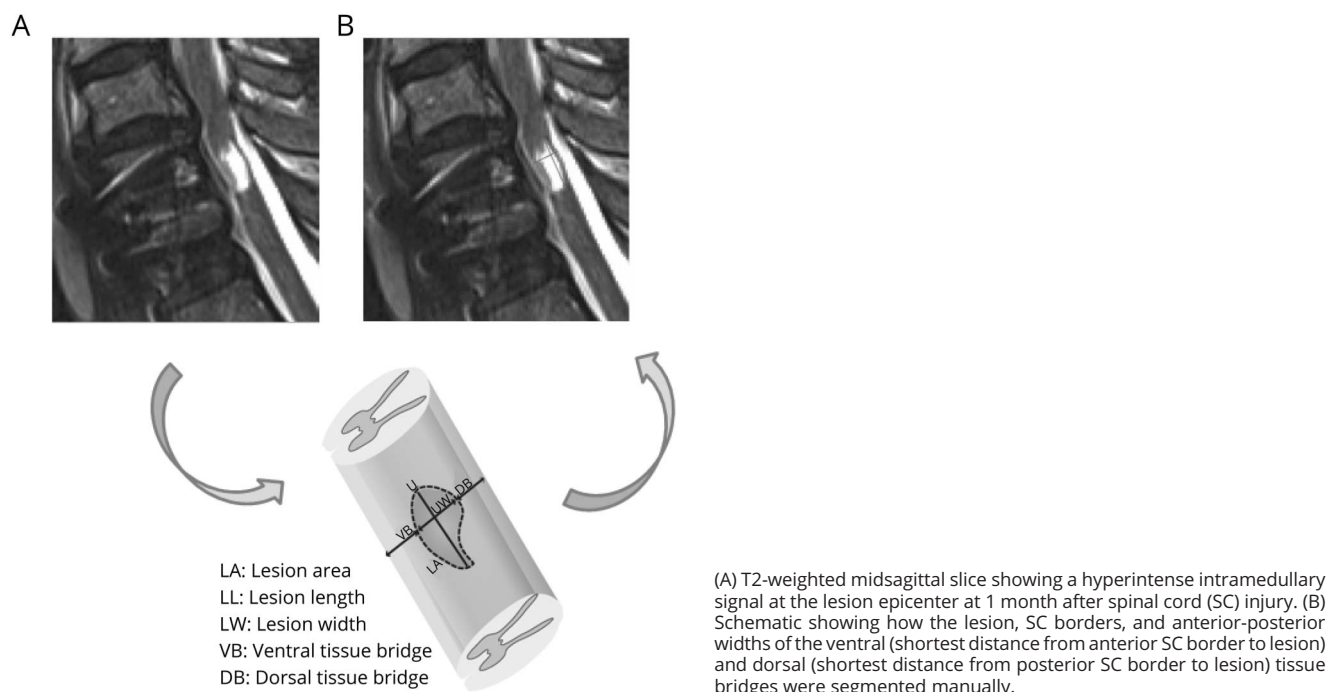 A
B
U
UW
DB
VB
LA
LA: Lesion area
LL: Lesion length
LW: Lesion width
VB: Ventral tissue bridge
DB: Dorsal tissue bridge
(A) T2-weighted midsagittal slice showing a hyperintense intramedullary
signal at the lesion epicenter at 1 month after spinal cord (SC) injury. (B)
Schematic showing how the lesion, SC borders, and anterior-posterior
widths of the ventral (shortest distance from anterior SC border to lesion)
and dorsal (shortest distance from posterior SC border to lesion) tissue
bridges were segmented manually.